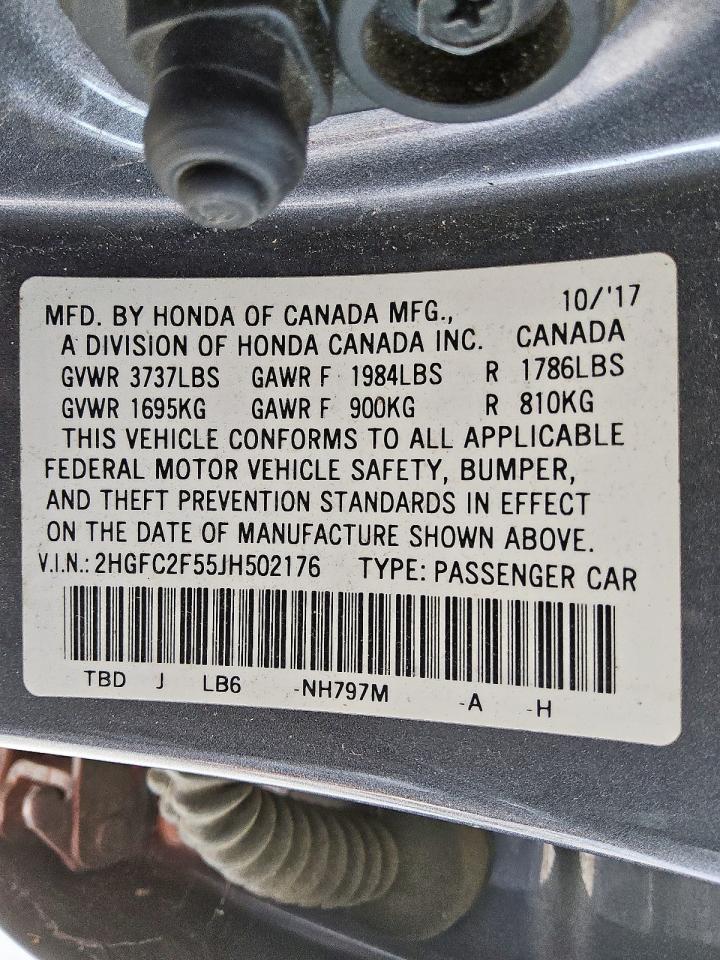 MFD. BY HONDA OF CANADA MFG., 10/'17
A DIVISION OF HONDA CANADA INC. CANADA
GVWR 3737LBS GAWR F 1984LBS R 1786LBS
GVWR 1695KG GAWR F 900KG R 810KG
THIS VEHICLE CONFORMS TO ALL APPLICABLE
FEDERAL MOTOR VEHICLE SAFETY, BUMPER,
AND THEFT PREVENTION STANDARDS IN EFFECT
ON THE DATE OF MANUFACTURE SHOWN ABOVE.
V.I.N.: 2HGFC2F55JH502176 TYPE: PASSENGER CAR
TBD J LB6 -NH797M -A -H